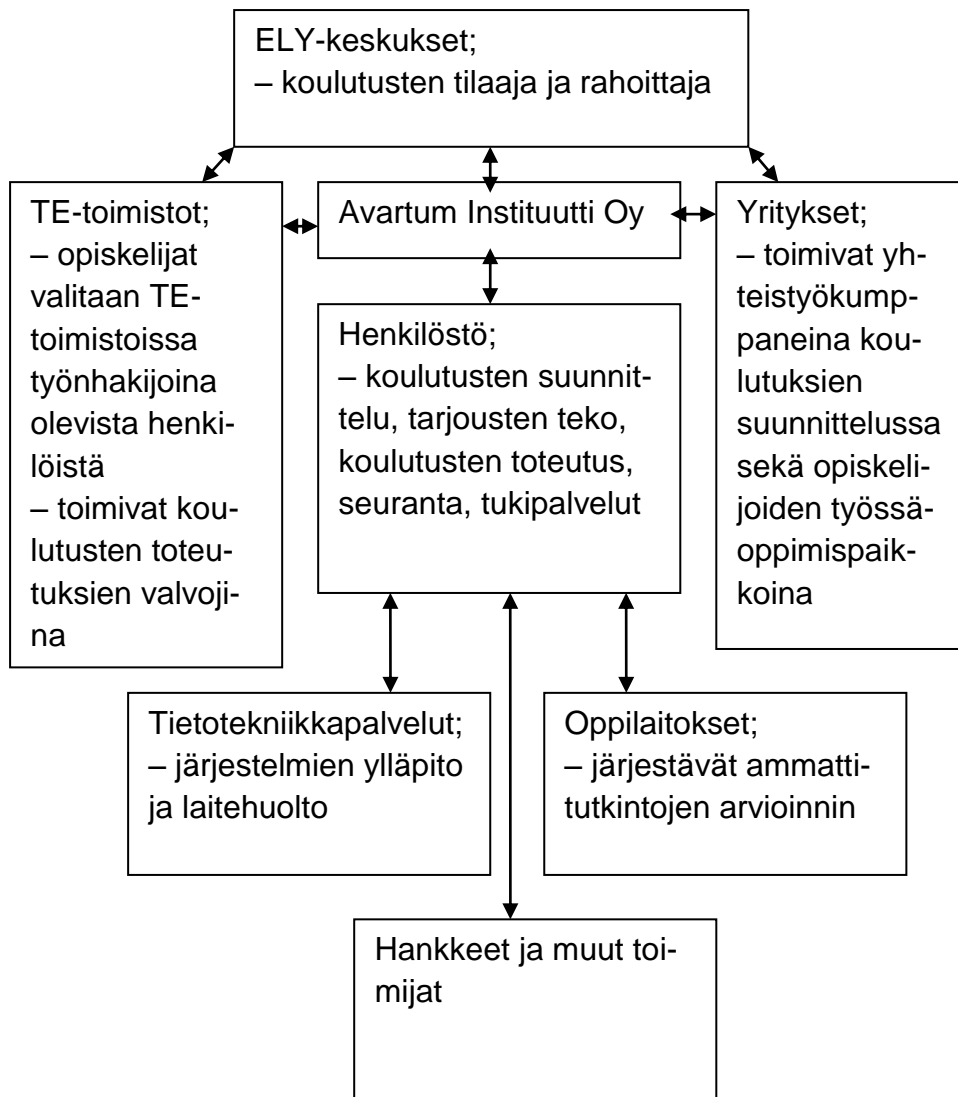 ELY-keskukset;
– koulutusten tilaaja ja rahoittaja
TE-toimistot;
– opiskelijat
valitaan TE-
toimistoissa
työnhakijoina
olevista henki-
löistä
– toimivat kou-
lutusten toteu-
tuksien valvoji-
na
Avartum Instituutti Oy
Yritykset;
– toimivat yh-
teistyökump-
paneina kou-
lutuksien
suunnittelussa
sekä opiskeli-
joiden työssä-
oppimispaik-
koina
Henkilöstö;
– koulutusten suunnit-
telu, tarjousten teko,
koulutusten toteutus,
seuranta, tukipalvelut
Tietotekniikkapalvelut;
– järjestelmien ylläpito
ja laitehuolto
Oppilaitokset;
– järjestävät ammatti-
tutkintojen arvioinnin
Hankkeet ja muut toi-
mijat